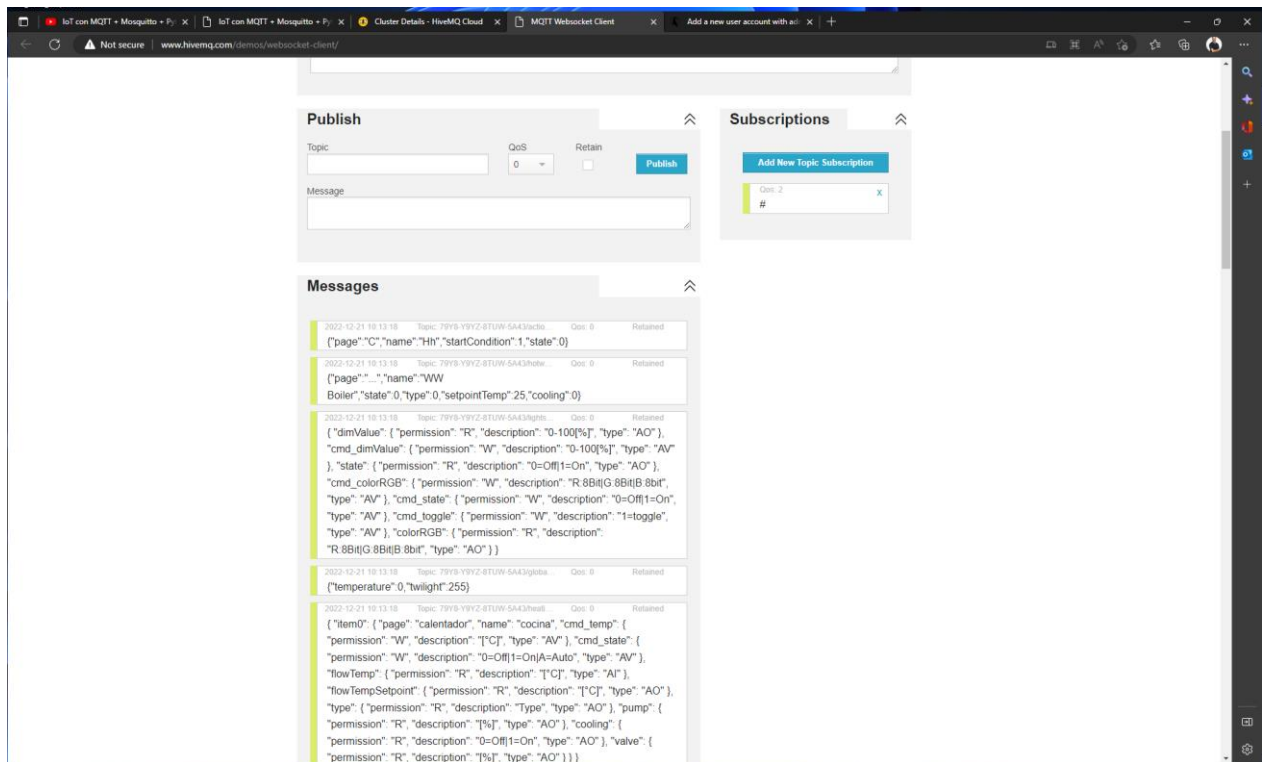 IoT con MQTT + Mosquitto + Py
IoT con MQTT + Mosquitto + Py
Cluster Details - HiveMQ Cloud
MQTT Websocket Client
Add a new user account with ad
Not secure | www.hivemq.com/demos/websocket-client/
Publish
Topic
QoS
Retain
0
Publish
Message
Subscriptions
Add New Topic Subscription
Qos: 2
x
#
Messages
2022-12-21 10:13:18 Topic: 79Y8-Y9YZ-8TUW-5A43/actio... Qos: 0 Retained
{"page":"C","name":"Hh","startCondition":1,"state":0}
2022-12-21 10:13:18 Topic: 79Y8-Y9YZ-8TUW-5A43/hotw... Qos: 0 Retained
{"page":"...","name":"WW
Boiler","state":0,"type":0,"setpointTemp":25,"cooling":0}
2022-12-21 10:13:18 Topic: 79Y8-Y9YZ-8TUW-5A43/lights... Qos: 0 Retained
{ "dimValue": { "permission": "R", "description": "0-100[%]", "type": "AO" },
"cmd_dimValue": { "permission": "W", "description": "0-100[%]", "type": "AV"
}, "state": { "permission": "R", "description": "0=Off|1=On", "type": "AO" },
"cmd_colorRGB": { "permission": "W", "description": "R:8Bit|G:8Bit|B:8bit",
"type": "AV" }, "cmd_state": { "permission": "W", "description": "0=Off|1=On",
"type": "AV" }, "cmd_toggle": { "permission": "W", "description": "1=toggle",
"type": "AV" }, "colorRGB": { "permission": "R", "description":
"R:8Bit|G:8Bit|B:8bit", "type": "AO" } }
2022-12-21 10:13:18 Topic: 79Y8-Y9YZ-8TUW-5A43/globa... Qos: 0 Retained
{"temperature":0,"twilight":255}
2022-12-21 10:13:18 Topic: 79Y8-Y9YZ-8TUW-5A43/heati... Qos: 0 Retained
{ "item0": { "page": "calentador", "name": "cocina", "cmd_temp": {
"permission": "W", "description": "[°C]", "type": "AV" }, "cmd_state": {
"permission": "W", "description": "0=Off|1=On|A=Auto", "type": "AV" },
"flowTemp": { "permission": "R", "description": "[°C]", "type": "AI" },
"flowTempSetpoint": { "permission": "R", "description": "[°C]", "type": "AO" },
"type": { "permission": "R", "description": "Type", "type": "AO" }, "pump": {
"permission": "R", "description": "[%]", "type": "AO" }, "cooling": {
"permission": "R", "description": "0=Off|1=On", "type": "AO" }, "valve": {
"permission": "R", "description": "[%]", "type": "AO" } } }